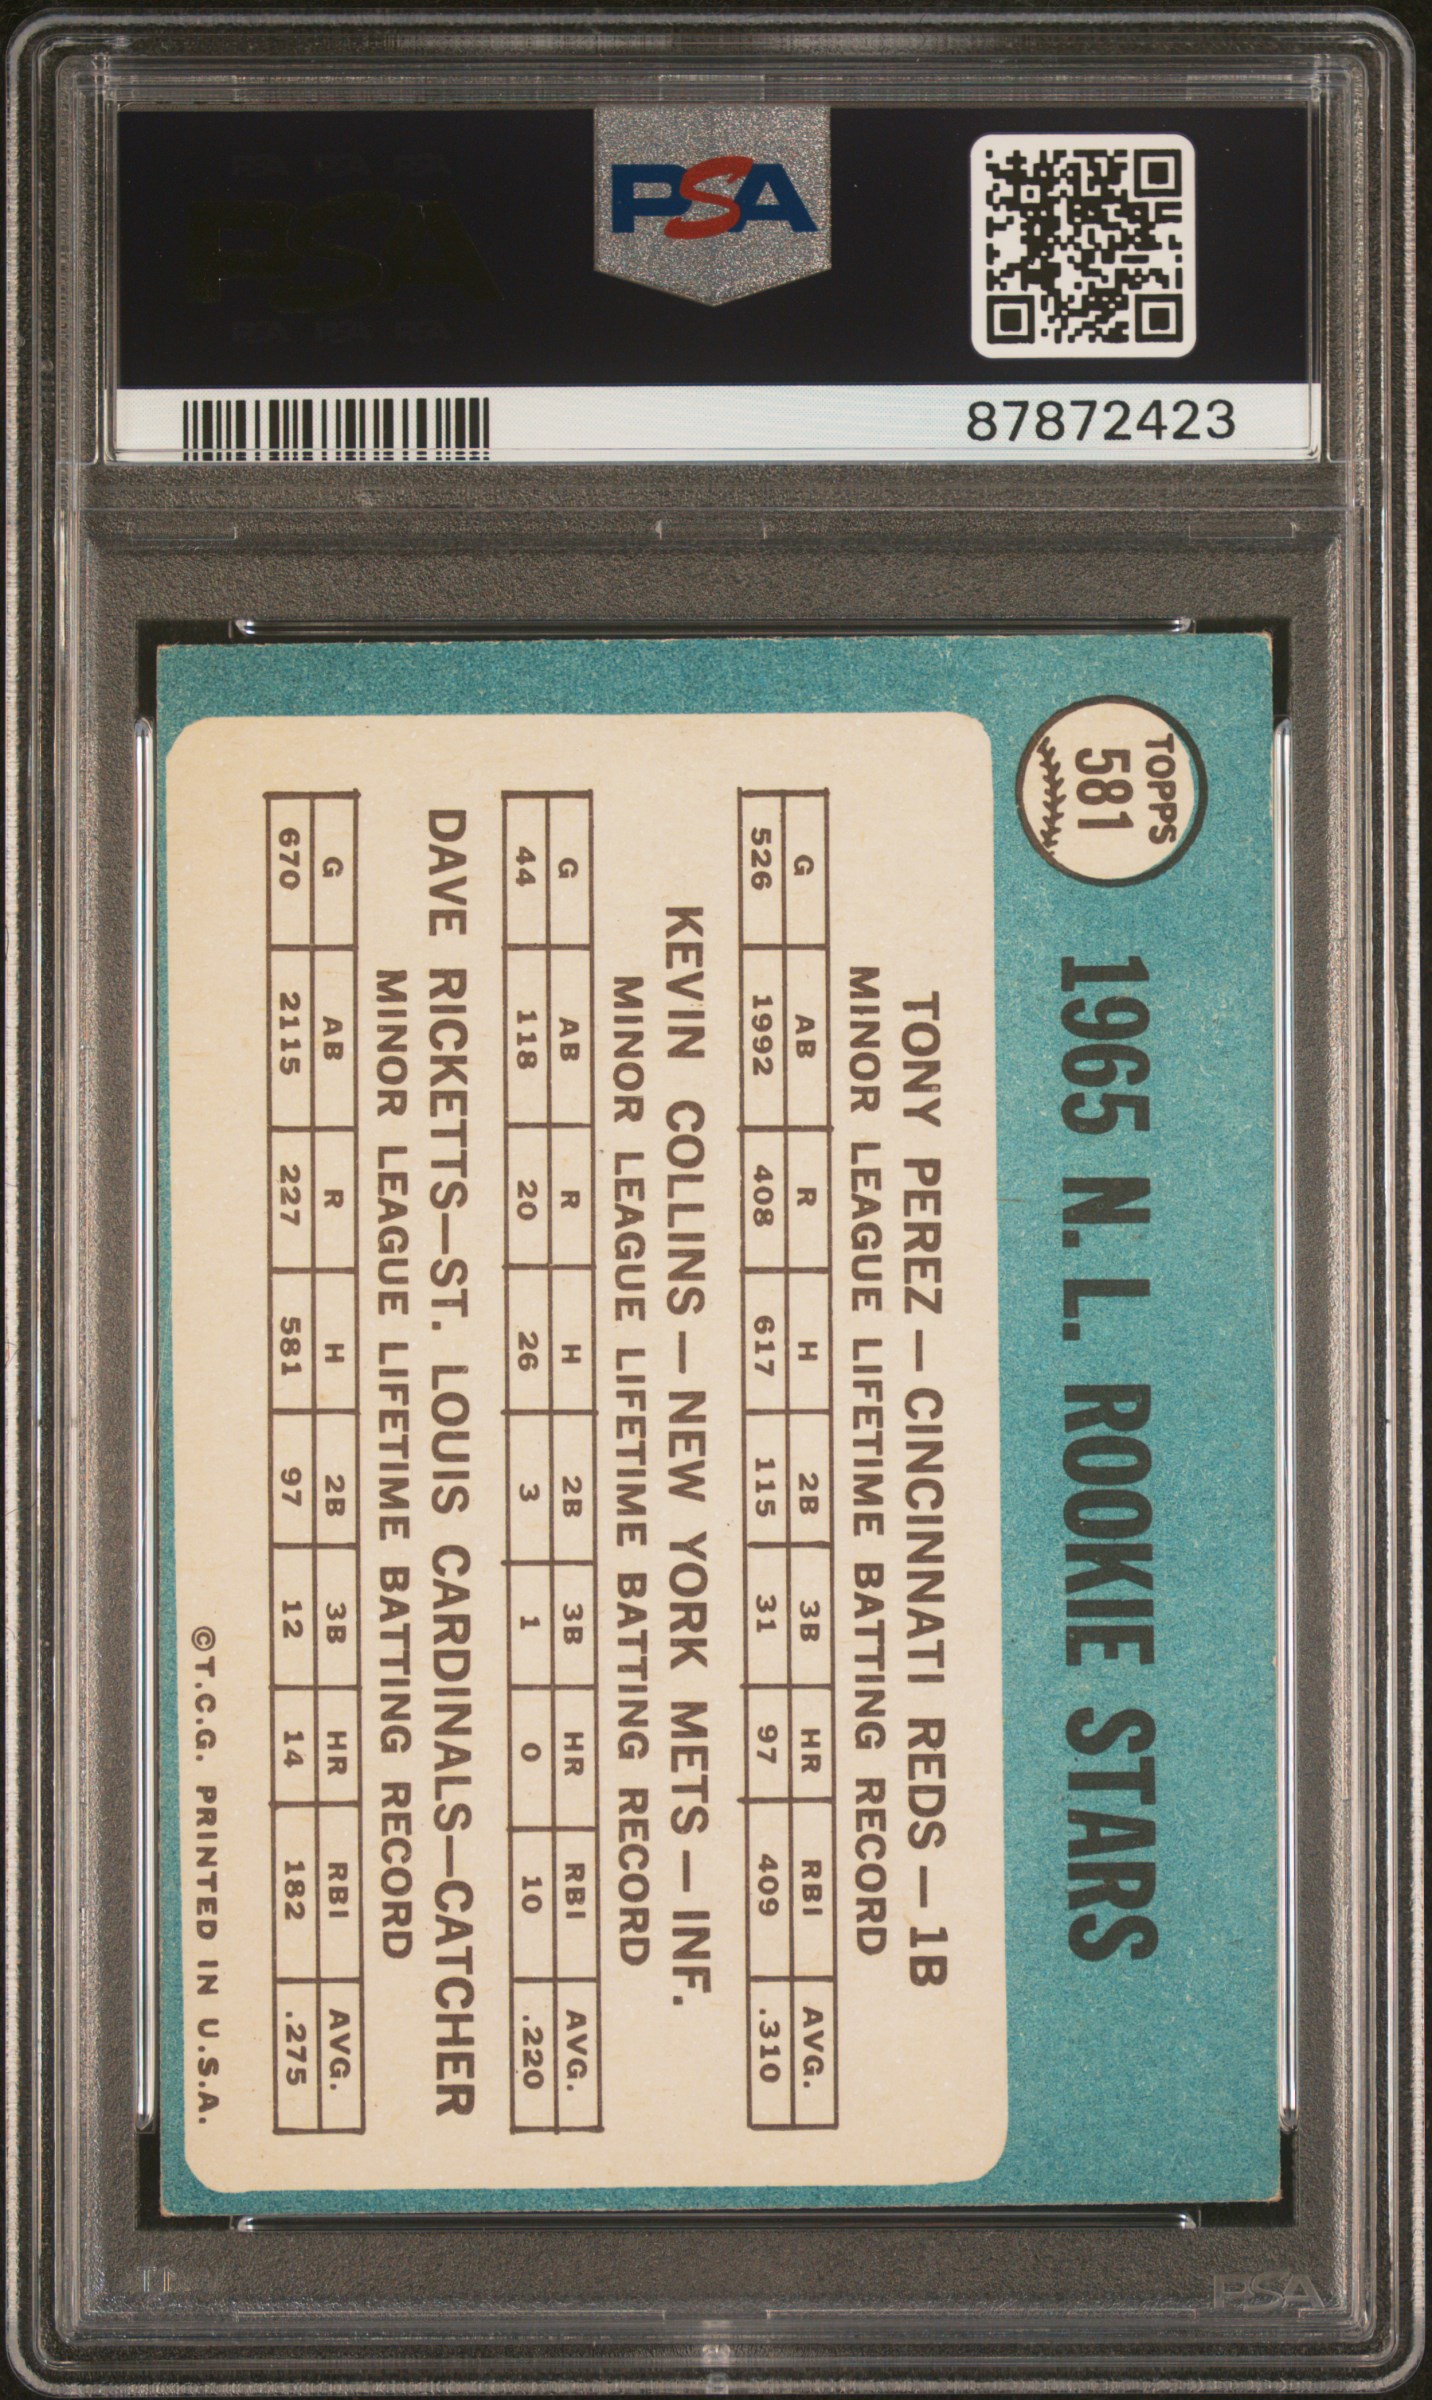 PSA
PSA
87872423
TOPPS
581
1965 N. L. ROOKIE STARS
TONY PEREZ—CINCINNATI REDS—1B
MINOR LEAGUE LIFETIME BATTING RECORD
G AB R H 2B 3B HR RBI AVG.
526 1992 408 617 115 31 97 409 .310
KEVIN COLLINS—NEW YORK METS—INF.
MINOR LEAGUE LIFETIME BATTING RECORD
G AB R H 2B 3B HR RBI AVG.
44 118 20 26 3 1 0 10 .220
DAVE RICKETTS—ST. LOUIS CARDINALS—CATCHER
MINOR LEAGUE LIFETIME BATTING RECORD
G AB R H 2B 3B HR RBI AVG.
670 2115 227 581 97 12 14 182 .275
©T.C.G. PRINTED IN U.S.A.
PSA